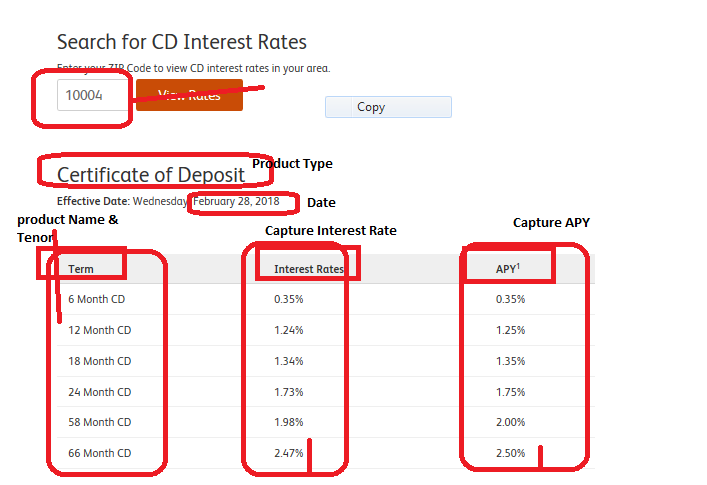 Search for CD Interest Rates
Enter your ZIP Code to view CD interest rates in your area.
10004 View Rates
Copy
Product Type
Certificate of Deposit
Effective Date: Wednesday, February 28, 2018 Date
product Name &
Tenor
Capture Interest Rate Capture APY
Term Interest Rates APY1
6 Month CD 0.35% 0.35%
12 Month CD 1.24% 1.25%
18 Month CD 1.34% 1.35%
24 Month CD 1.73% 1.75%
58 Month CD 1.98% 2.00%
66 Month CD 2.47% 2.50%